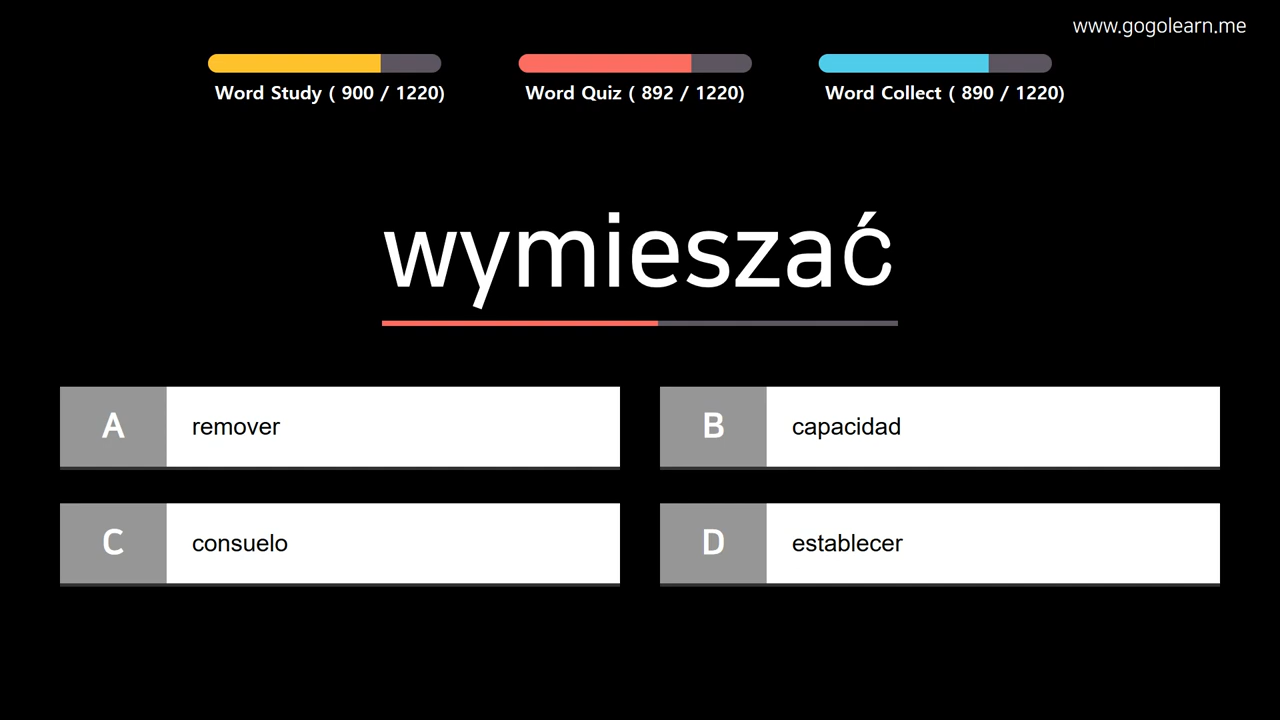 www.gogolearn.me
Word Study ( 900 / 1220)
Word Quiz ( 892 / 1220)
Word Collect ( 890 / 1220)
wymieszać
A remover
B capacidad
C consuelo
D establecer